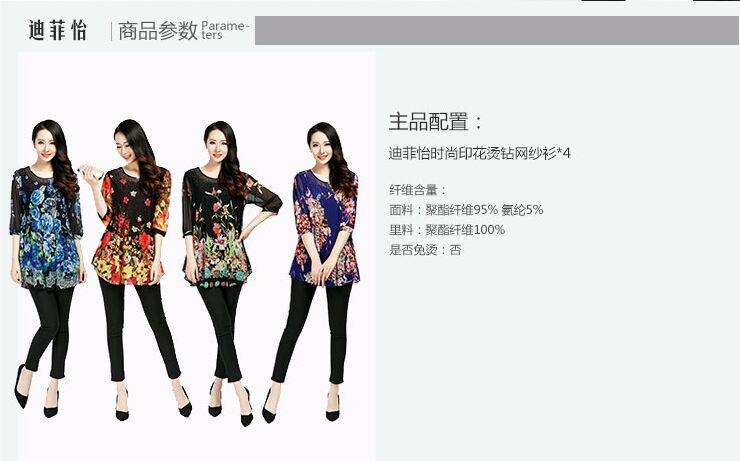 迪菲怡
商品参数
Parame-
ters
主品配置：
迪菲怡时尚印花烫钻网纱衫*4
纤维含量：
面料：聚酯纤维95% 氨纶5%
里料：聚酯纤维100%
是否免烫：否